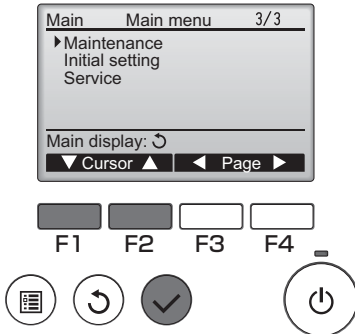 Main Main menu 3/3
Maintenance
Initial setting
Service
Main display:
Cursor Page
F1 F2 F3 F4